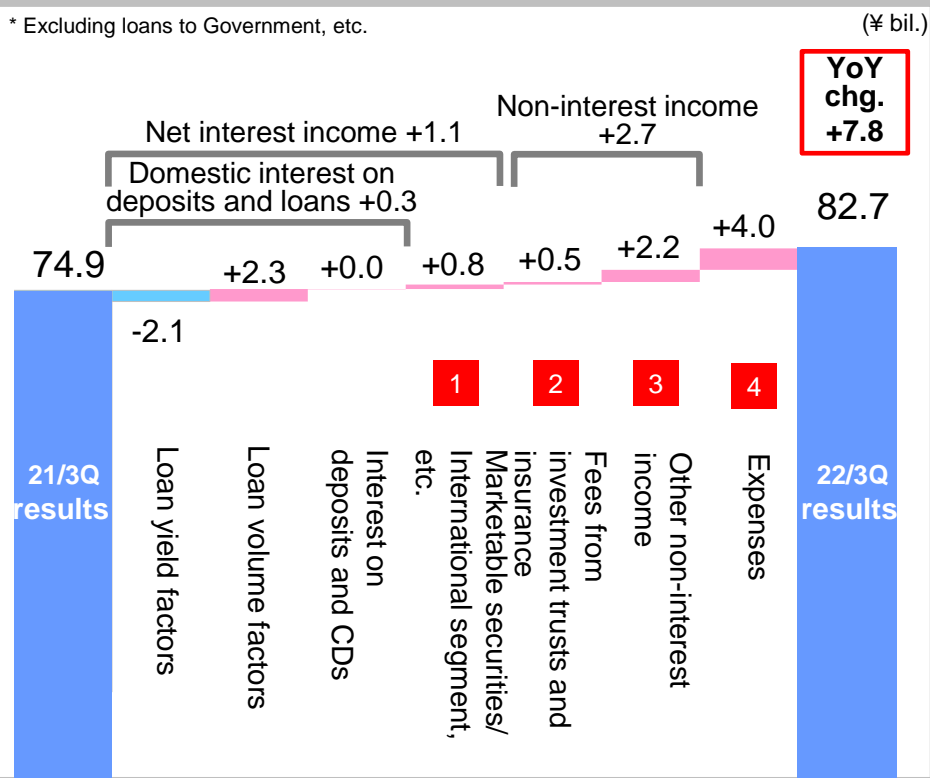 * Excluding loans to Government, etc.
(¥ bil.)
YoY
chg.
+7.8
Non-interest income
+2.7
Net interest income +1.1
Domestic interest on
deposits and loans +0.3
74.9
-2.1
+2.3
+0.0
+0.8
+0.5
+2.2
+4.0
82.7
1
2
3
4
21/3Q
results
Loan yield factors
Loan volume factors
Interest on
deposits and CDs
Marketable securities/
International segment,
etc.
Fees from
investment trusts and
insurance
Other non-interest
income
Expenses
22/3Q
results